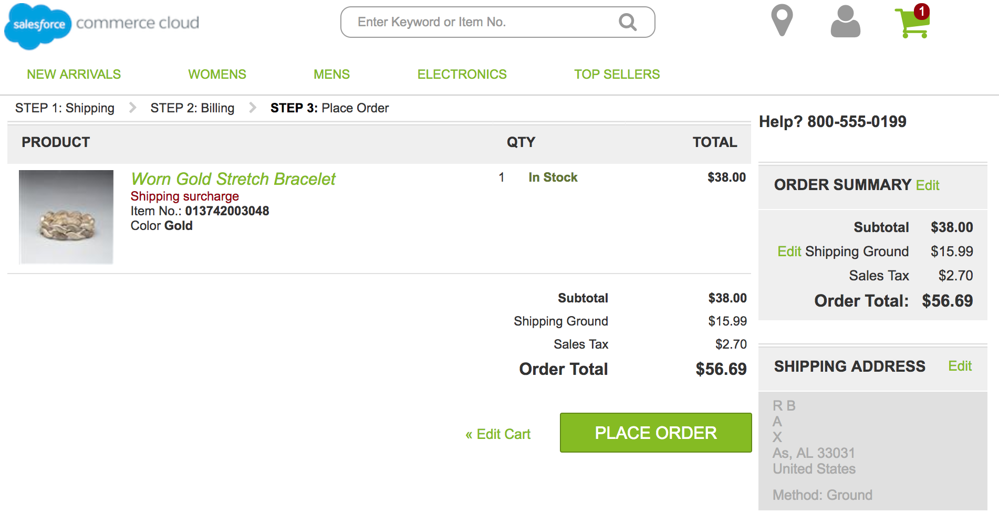 salesforce commerce cloud
Enter Keyword or Item No.
1
NEW ARRIVALS WOMENS MENS ELECTRONICS TOP SELLERS
STEP 1: Shipping STEP 2: Billing STEP 3: Place Order
Help? 800-555-0199
PRODUCT QTY TOTAL
Worn Gold Stretch Bracelet 1 In Stock $38.00
Shipping surcharge
Item No.: 013742003048
Color Gold
Subtotal $38.00
Shipping Ground $15.99
Sales Tax $2.70
Order Total $56.69
« Edit Cart PLACE ORDER
ORDER SUMMARY Edit
Subtotal $38.00
Edit Shipping Ground $15.99
Sales Tax $2.70
Order Total: $56.69
SHIPPING ADDRESS Edit
R B
A
X
As, AL 33031
United States
Method: Ground